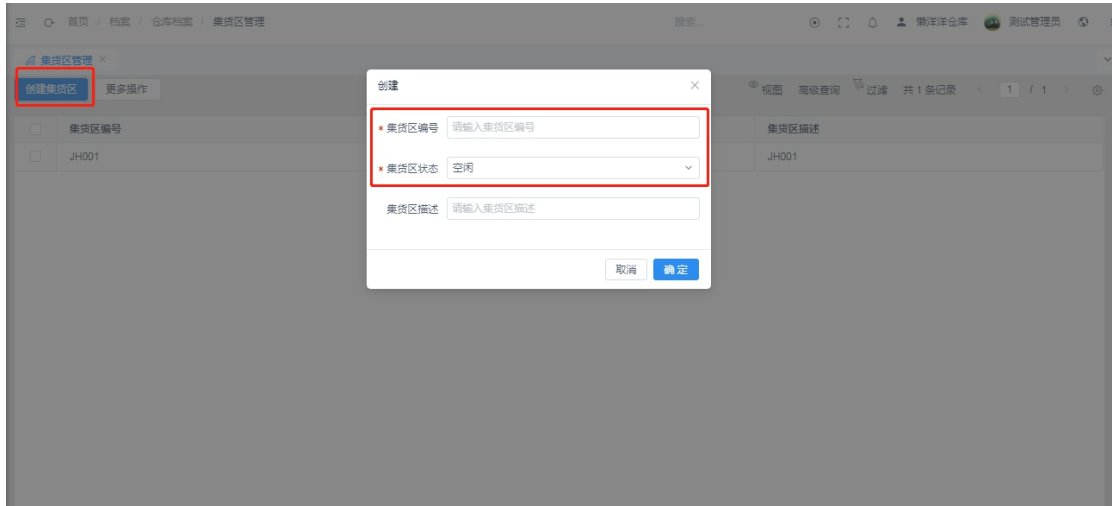 首页 / 档案 / 仓库档案 / 集货区管理 搜索... 懒洋洋仓库 测试管理员
集货区管理 ×
创建集货区 更多操作 视图 高级查询 过滤 共 1 条记录 < 1 / 1 >
集货区编号 集货区描述
JH001 JH001
创建 ×
* 集货区编号 请输入集货区编号
* 集货区状态 空闲
集货区描述 请输入集货区描述
取消 确定